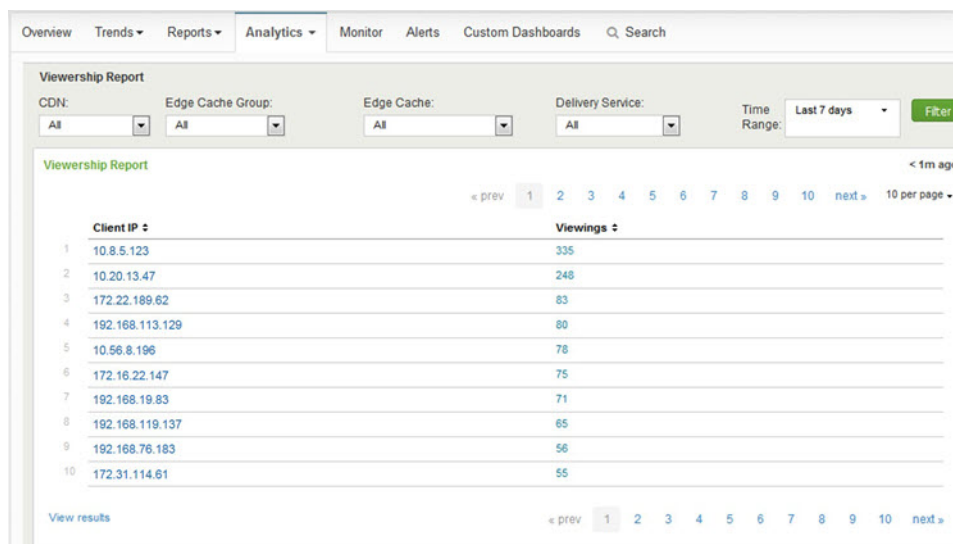 Overview Trends Reports Analytics Monitor Alerts Custom Dashboards Search
Viewership Report
CDN: Edge Cache Group: Edge Cache: Delivery Service:
Time Range: Last 7 days Filter
All All All All
Viewership Report < 1m ago
« prev 1 2 3 4 5 6 7 8 9 10 next » 10 per page
Client IP Viewings
1 10.8.5.123 335
2 10.20.13.47 248
3 172.22.189.62 83
4 192.168.113.129 80
5 10.56.8.196 78
6 172.16.22.147 75
7 192.168.19.83 71
8 192.168.119.137 65
9 192.168.76.183 56
10 172.31.114.61 55
View results « prev 1 2 3 4 5 6 7 8 9 10 next »